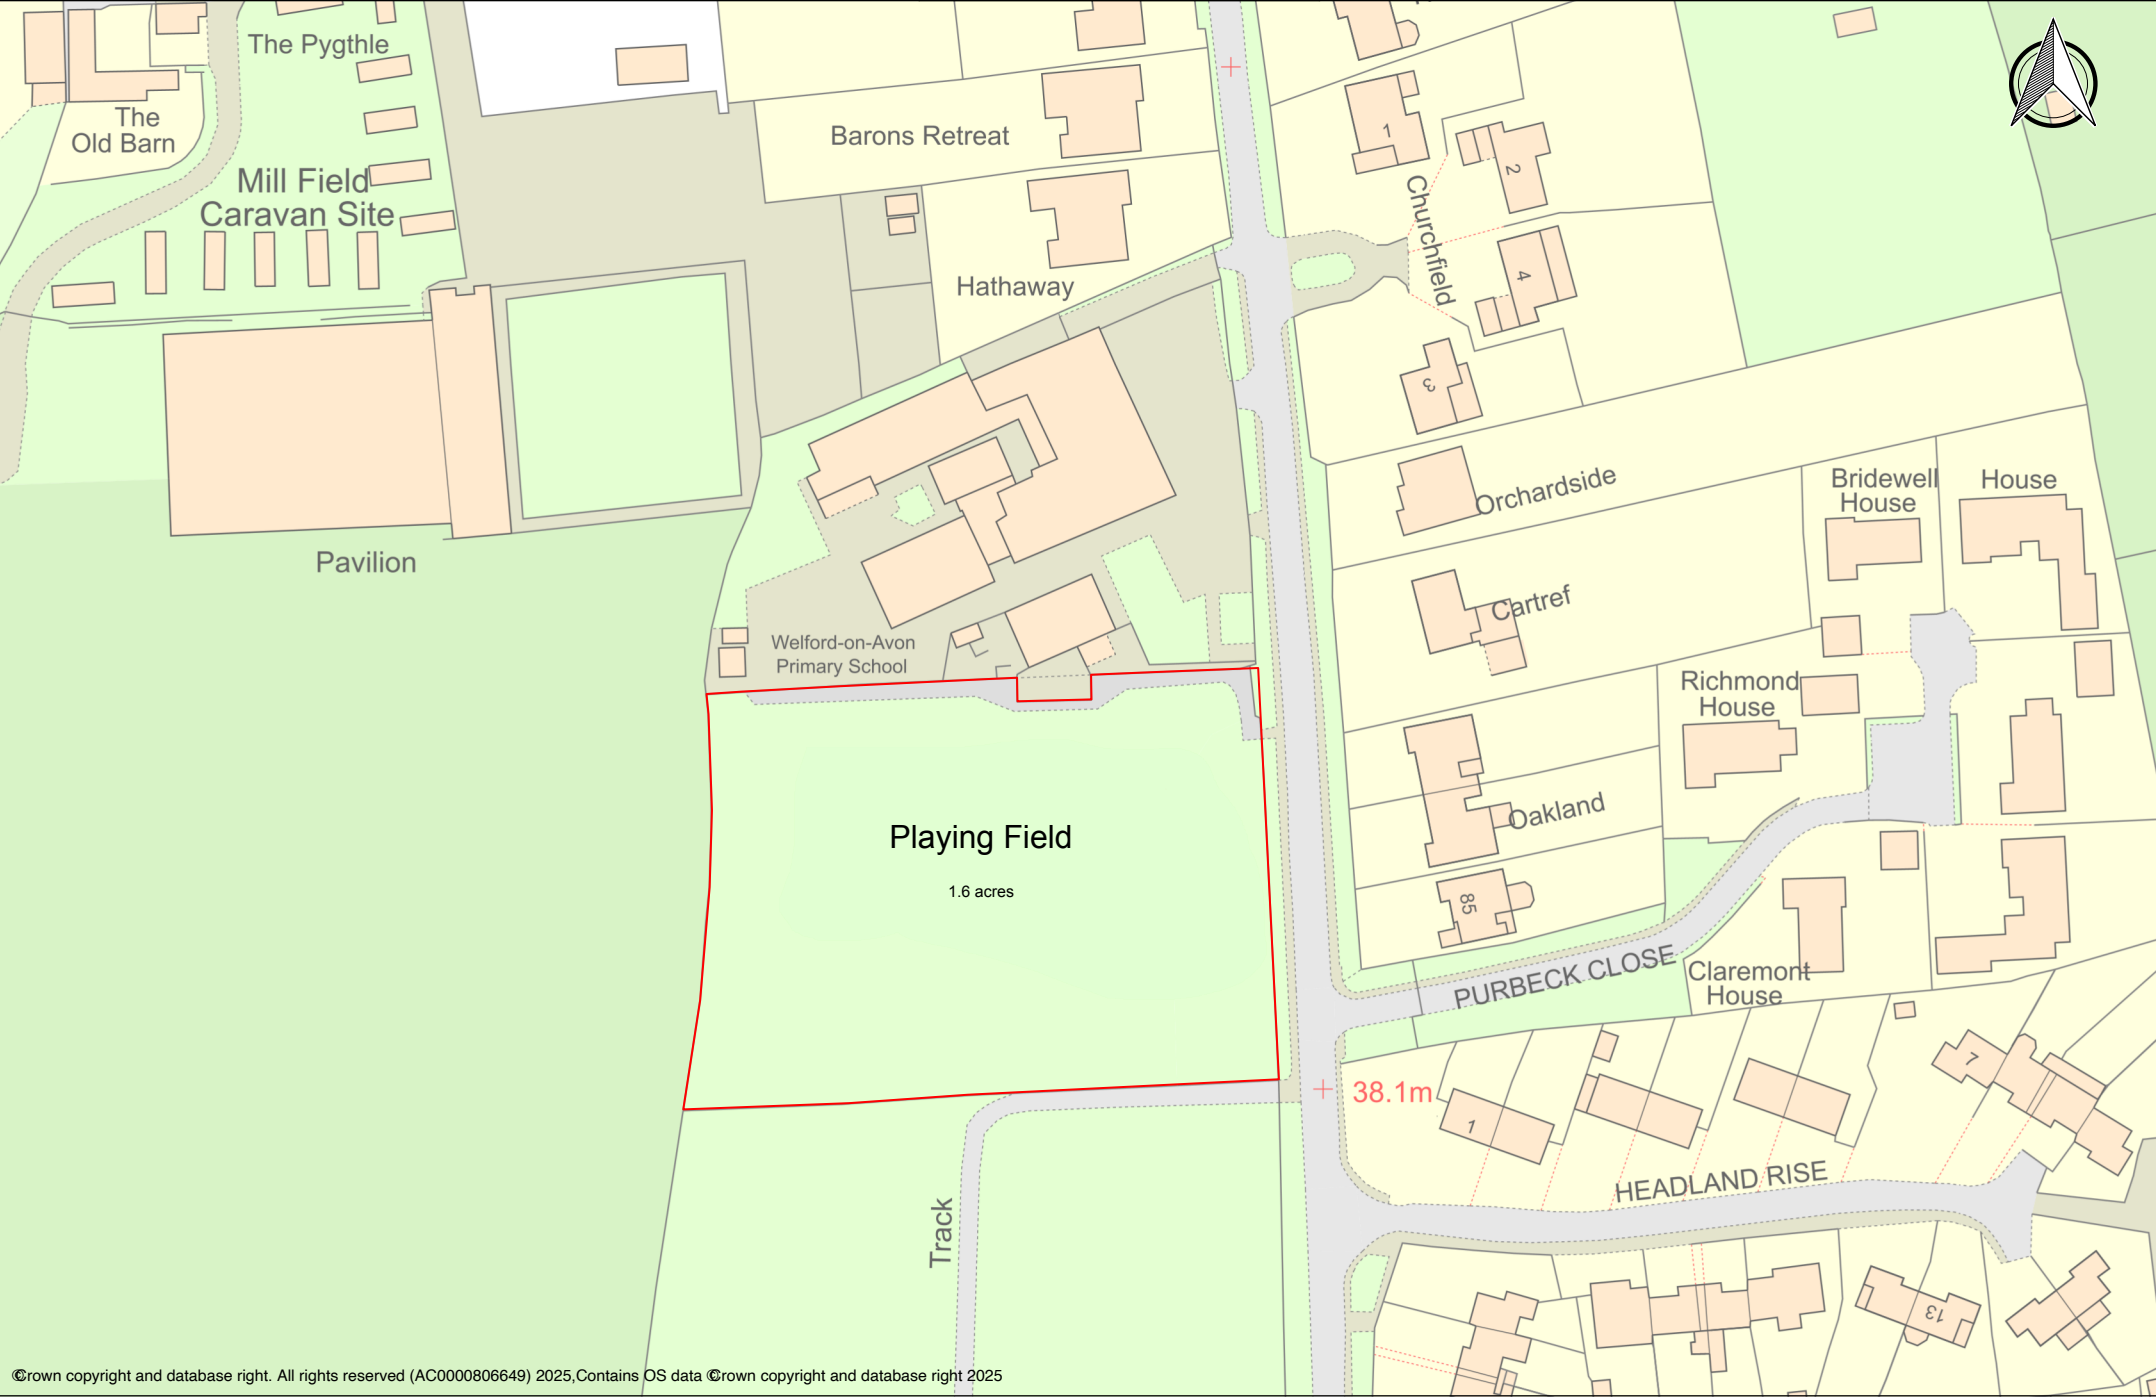 The Pygthle
The
Old Barn
Mill Field
Caravan Site
Barons Retreat
Hathaway
Churchfield
1
2
4
3
Pavilion
Welford-on-Avon
Primary School
Orchardside
Cartref
Bridewell
House
House
Richmond
House
Oakland
85
Playing Field
1.6 acres
PURBECK CLOSE
Claremont
House
38.1m
1
7
HEADLAND RISE
13
Track
©Crown copyright and database right. All rights reserved (AC0000806649) 2025,Contains OS data ©Crown copyright and database right 2025